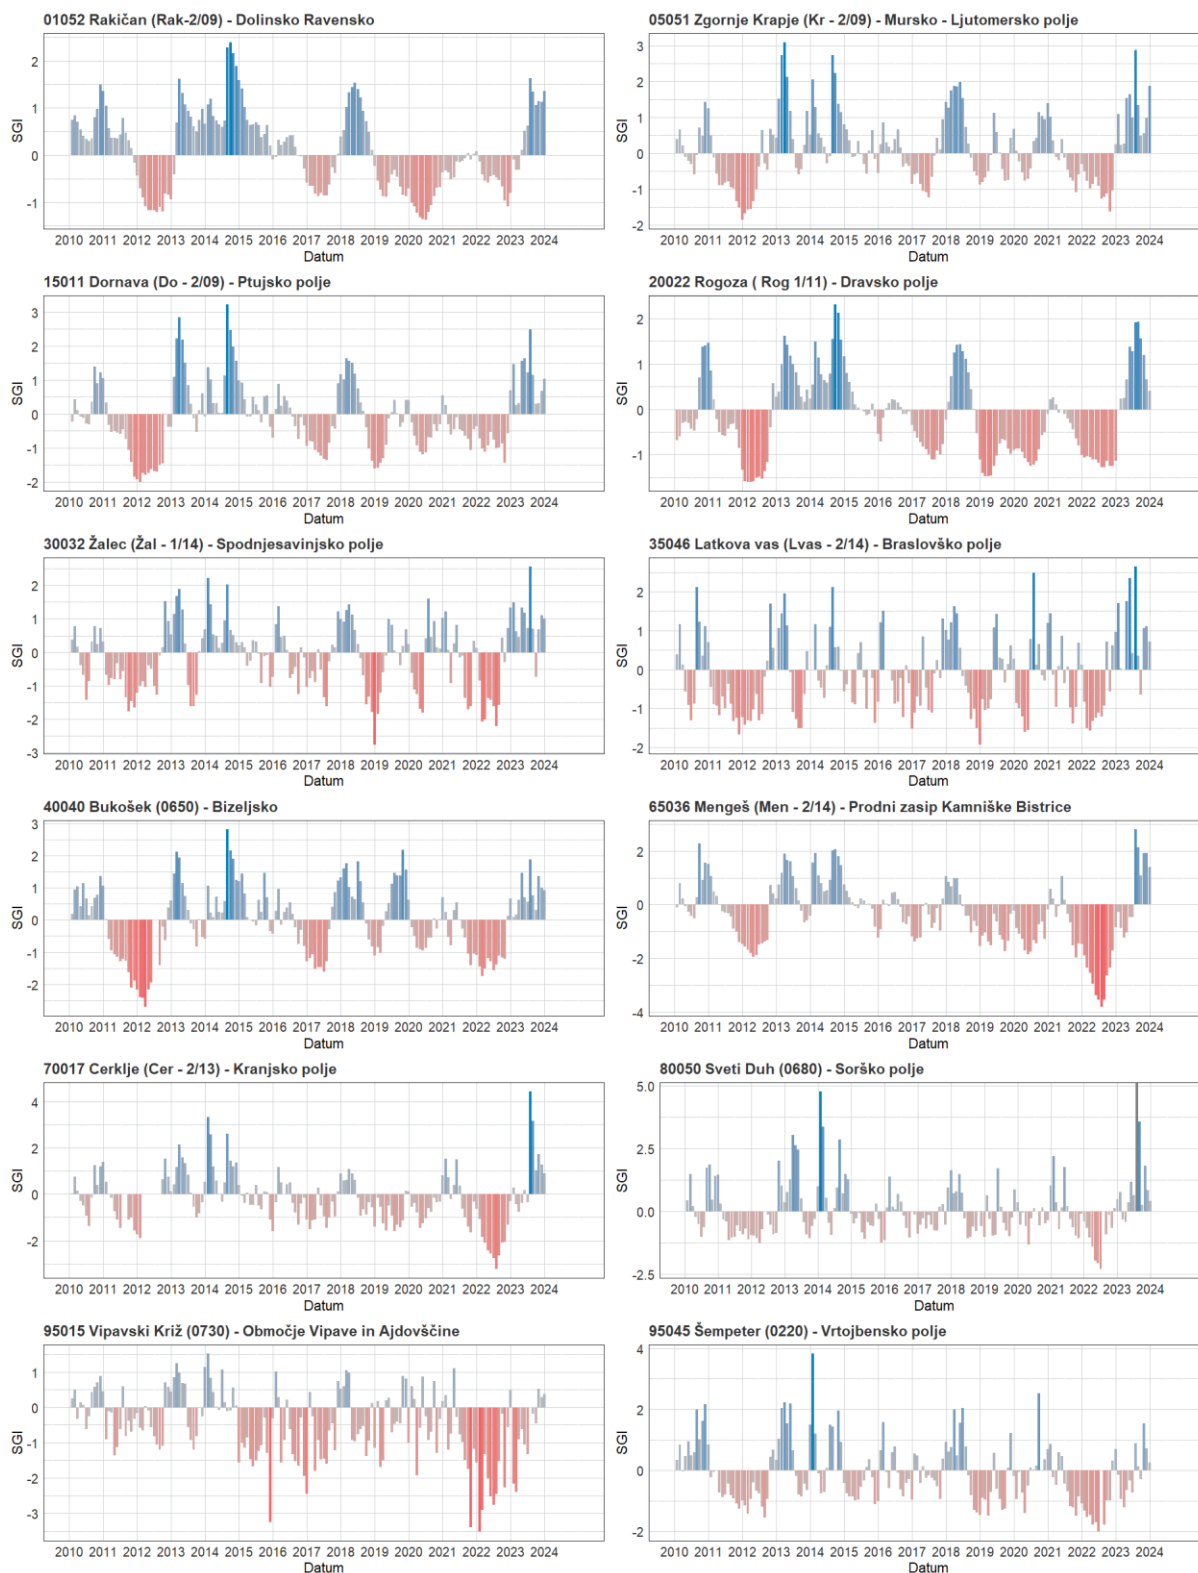 01052 Rakičan (Rak-2/09) - Dolinsko Ravensko
SGI
2
1
0
-1
2010 2011 2012 2013 2014 2015 2016 2017 2018 2019 2020 2021 2022 2023 2024
Datum
05051 Zgornje Krapje (Kr - 2/09) - Mursko - Ljutomersko polje
SGI
3
2
1
0
-1
-2
2010 2011 2012 2013 2014 2015 2016 2017 2018 2019 2020 2021 2022 2023 2024
Datum
15011 Dornava (Do - 2/09) - Ptujsko polje
SGI
3
2
1
0
-1
-2
2010 2011 2012 2013 2014 2015 2016 2017 2018 2019 2020 2021 2022 2023 2024
Datum
20022 Rogoza ( Rog 1/11) - Dravsko polje
SGI
2
1
0
-1
2010 2011 2012 2013 2014 2015 2016 2017 2018 2019 2020 2021 2022 2023 2024
Datum
30032 Žalec (Žal - 1/14) - Spodnjesavinjsko polje
SGI
2
1
0
-1
-2
-3
2010 2011 2012 2013 2014 2015 2016 2017 2018 2019 2020 2021 2022 2023 2024
Datum
35046 Latkova vas (Lvas - 2/14) - Braslovško polje
SGI
2
1
0
-1
-2
2010 2011 2012 2013 2014 2015 2016 2017 2018 2019 2020 2021 2022 2023 2024
Datum
40040 Bukošek (0650) - Bizeljsko
SGI
3
2
1
0
-1
-2
2010 2011 2012 2013 2014 2015 2016 2017 2018 2019 2020 2021 2022 2023 2024
Datum
65036 Mengeš (Men - 2/14) - Prodni zasip Kamniške Bistrice
SGI
2
0
-2
-4
2010 2011 2012 2013 2014 2015 2016 2017 2018 2019 2020 2021 2022 2023 2024
Datum
70017 Cerklje (Cer - 2/13) - Kranjsko polje
SGI
4
2
0
-2
2010 2011 2012 2013 2014 2015 2016 2017 2018 2019 2020 2021 2022 2023 2024
Datum
80050 Sveti Duh (0680) - Sorško polje
SGI
5.0
2.5
0.0
-2.5
2010 2011 2012 2013 2014 2015 2016 2017 2018 2019 2020 2021 2022 2023 2024
Datum
95015 Vipavski Križ (0730) - Območje Vipave in Ajdovščine
SGI
1
0
-1
-2
-3
2010 2011 2012 2013 2014 2015 2016 2017 2018 2019 2020 2021 2022 2023 2024
Datum
95045 Šempeter (0220) - Vrtojbensko polje
SGI
4
2
0
-2
2010 2011 2012 2013 2014 2015 2016 2017 2018 2019 2020 2021 2022 2023 2024
Datum